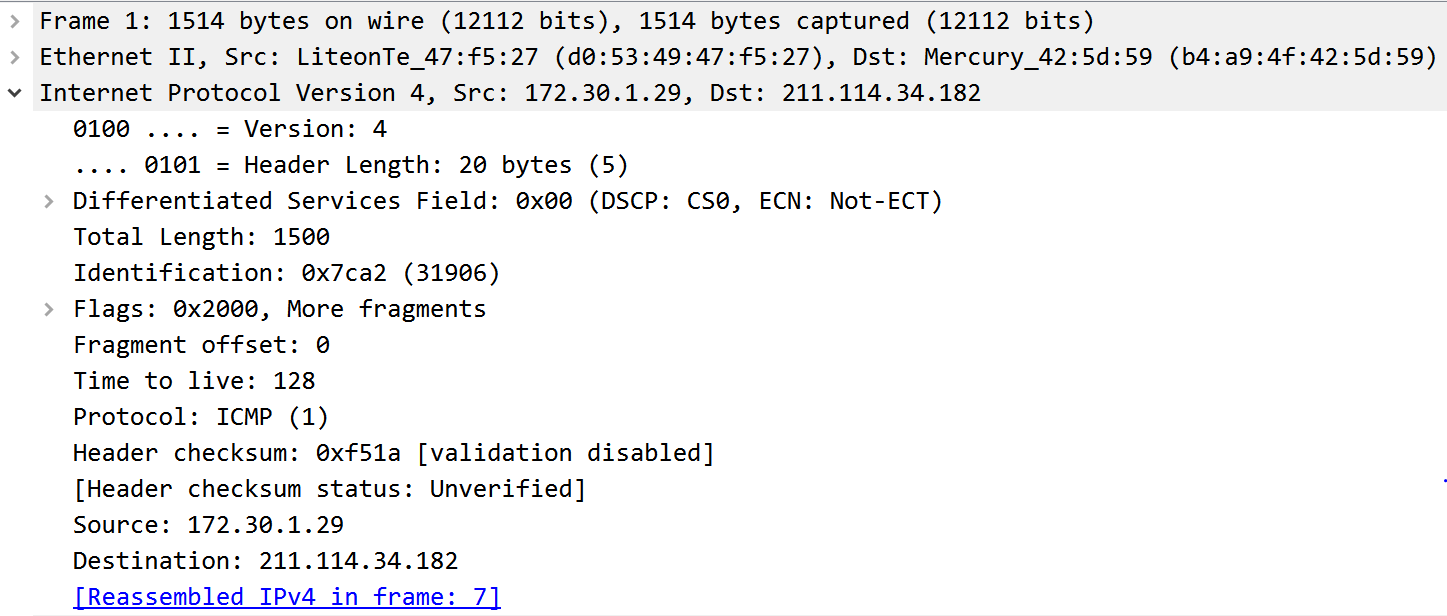 Frame 1: 1514 bytes on wire (12112 bits), 1514 bytes captured (12112 bits)
Ethernet II, Src: LiteonTe_47:f5:27 (d0:53:49:47:f5:27), Dst: Mercury_42:5d:59 (b4:a9:4f:42:5d:59)
Internet Protocol Version 4, Src: 172.30.1.29, Dst: 211.114.34.182
0100 .... = Version: 4
.... 0101 = Header Length: 20 bytes (5)
Differentiated Services Field: 0x00 (DSCP: CS0, ECN: Not-ECT)
Total Length: 1500
Identification: 0x7ca2 (31906)
Flags: 0x2000, More fragments
Fragment offset: 0
Time to live: 128
Protocol: ICMP (1)
Header checksum: 0xf51a [validation disabled]
[Header checksum status: Unverified]
Source: 172.30.1.29
Destination: 211.114.34.182
[Reassembled IPv4 in frame: 7]